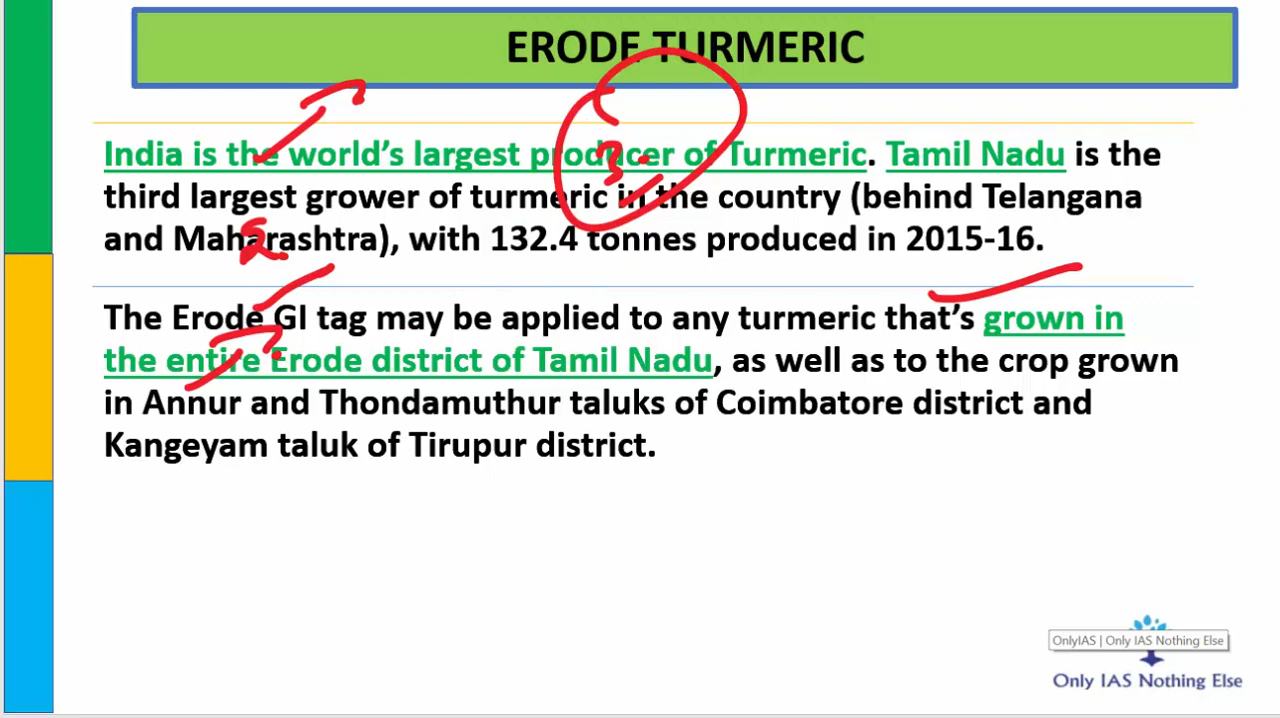 ERODE TURMERIC
India is the world's largest producer of Turmeric. Tamil Nadu is the
third largest grower of turmeric in the country (behind Telangana
and Maharashtra), with 132.4 tonnes produced in 2015-16.
The Erode GI tag may be applied to any turmeric that's grown in
the entire Erode district of Tamil Nadu, as well as to the crop grown
in Annur and Thondamuthur taluks of Coimbatore district and
Kangeyam taluk of Tirupur district.
OnlyIAS | Only IAS Nothing Else
Only IAS Nothing Else